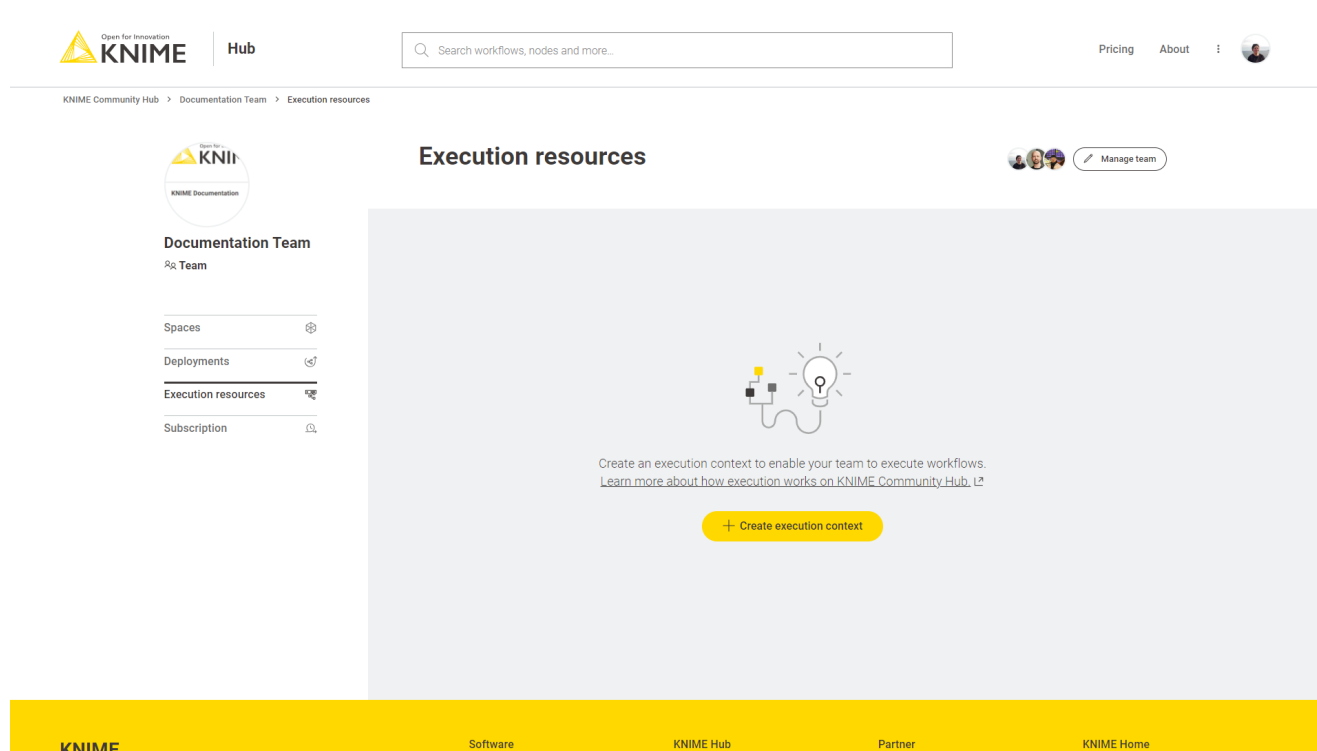 Open for Innovation
KNIME
Hub
Search workflows, nodes and more...
Pricing
About
KNIME Community Hub > Documentation Team > Execution resources
Open for
KNIME Documentation
Execution resources
Manage team
Documentation Team
Team
Spaces
Deployments
Execution resources
Subscription
Create an execution context to enable your team to execute workflows.
Learn more about how execution works on KNIME Community Hub.
Create execution context
KNIME
Software
KNIME Hub
Partner
KNIME Home